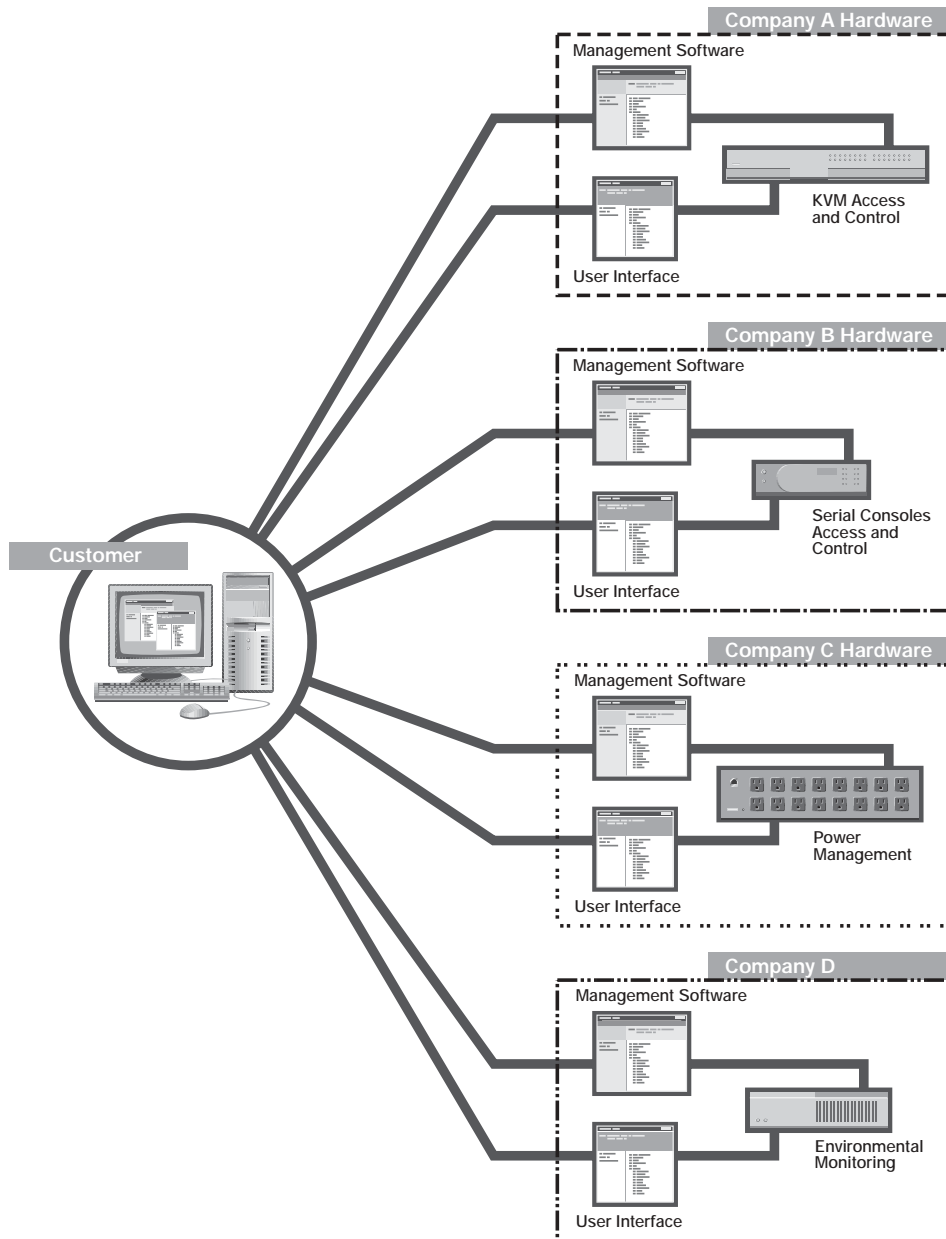 Company A Hardware
Management Software
KVM Access
and Control
User Interface
Company B Hardware
Management Software
Serial Consoles
Access and
Control
User Interface
Customer
Company C Hardware
Management Software
Power
Management
User Interface
Company D
Management Software
Environmental
Monitoring
User Interface